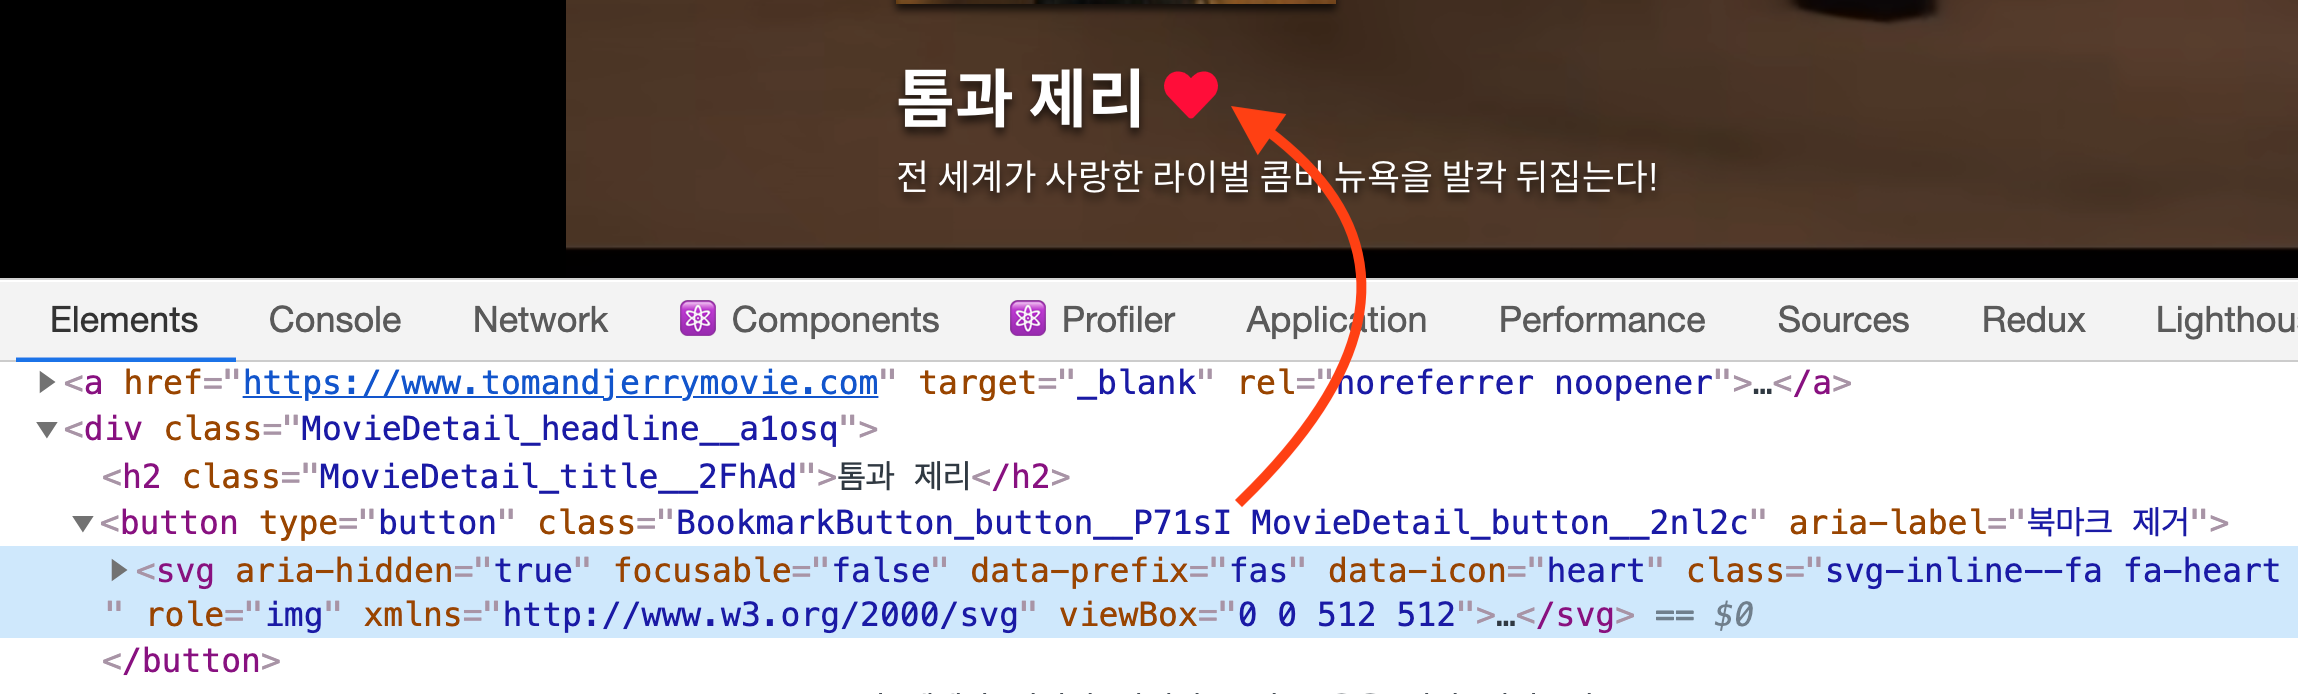 톰과 제리
전 세계가 사랑한 라이벌 콤비 뉴욕을 발칵 뒤집는다!
Elements Console Network Components Profiler Application Performance Sources Redux Lighthou
<a href="https://www.tomandjerrymovie.com" target="_blank" rel="noreferrer noopener">…</a>
<div class="MovieDetail_headline__a1osq">
<h2 class="MovieDetail_title__2FhAd">톰과 제리</h2>
<button type="button" class="BookmarkButton_button__P71sI MovieDetail_button__2nl2c" aria-label="북마크 제거">
<svg aria-hidden="true" focusable="false" data-prefix="fas" data-icon="heart" class="svg-inline--fa fa-heart
" role="img" xmlns="http://www.w3.org/2000/svg" viewBox="0 0 512 512">…</svg> == $0
</button>